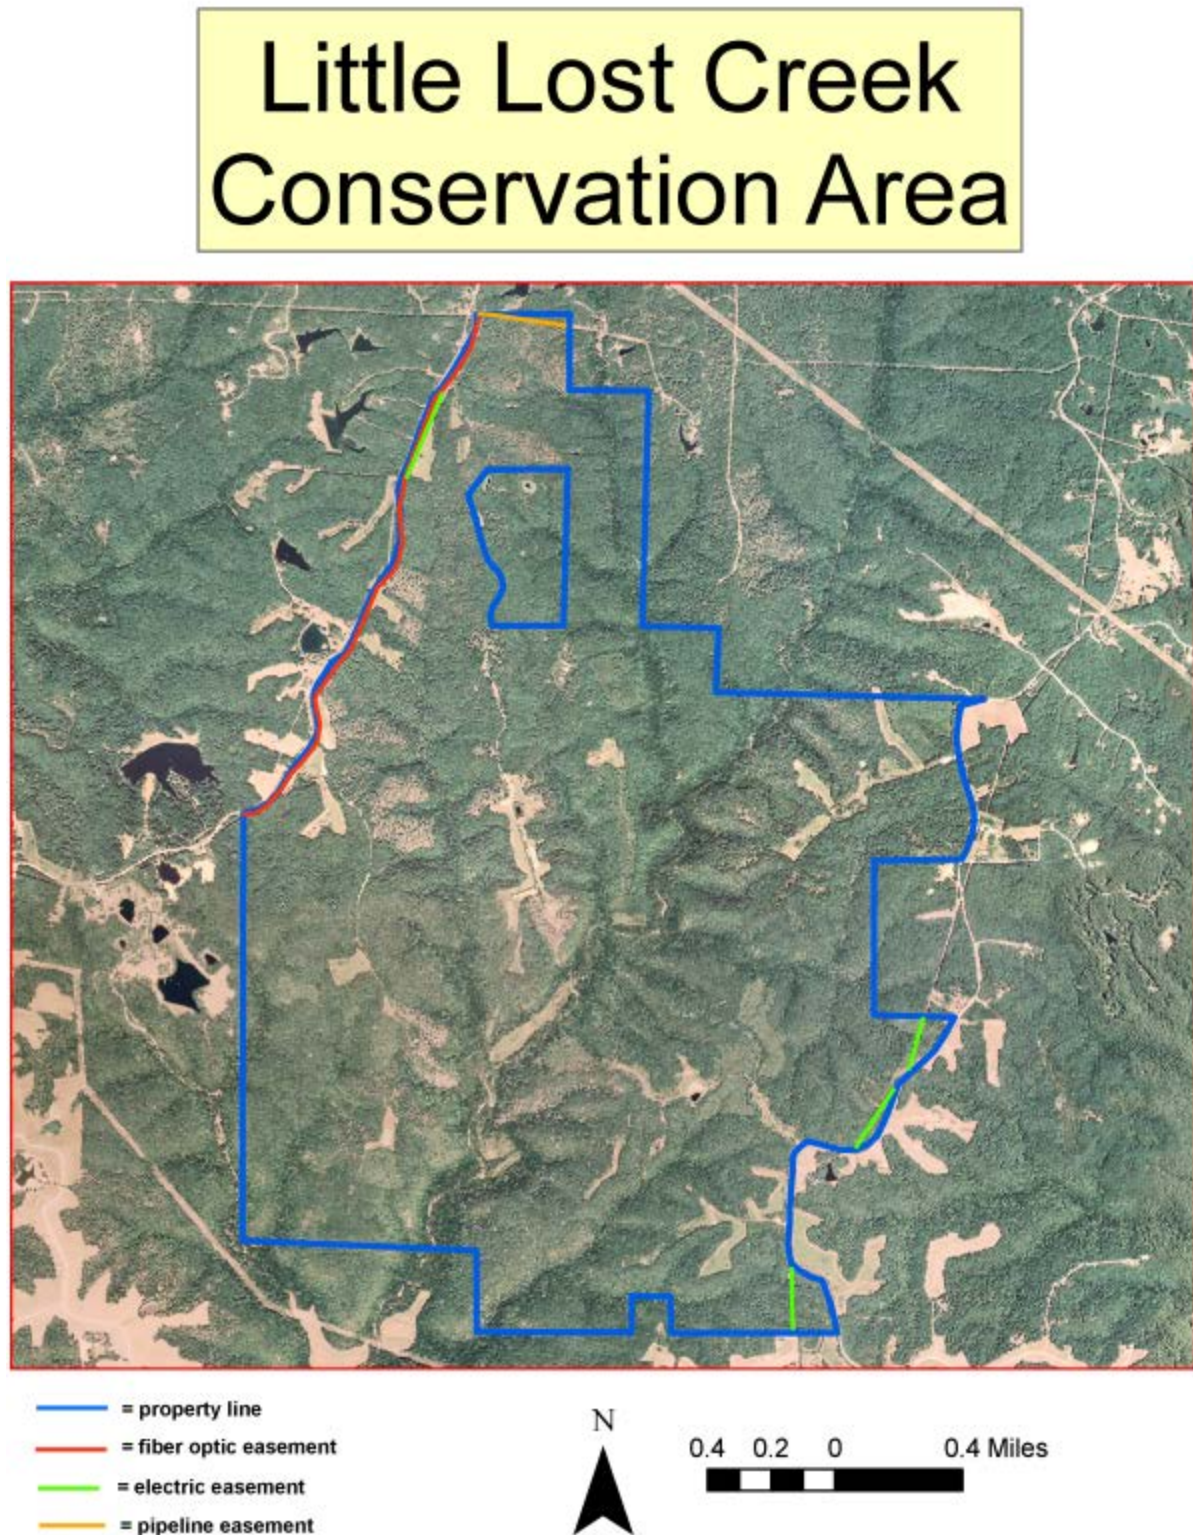 Little Lost Creek
Conservation Area
= property line
= fiber optic easement
= electric easement
= pipeline easement
N
0.4 0.2 0 0.4 Miles